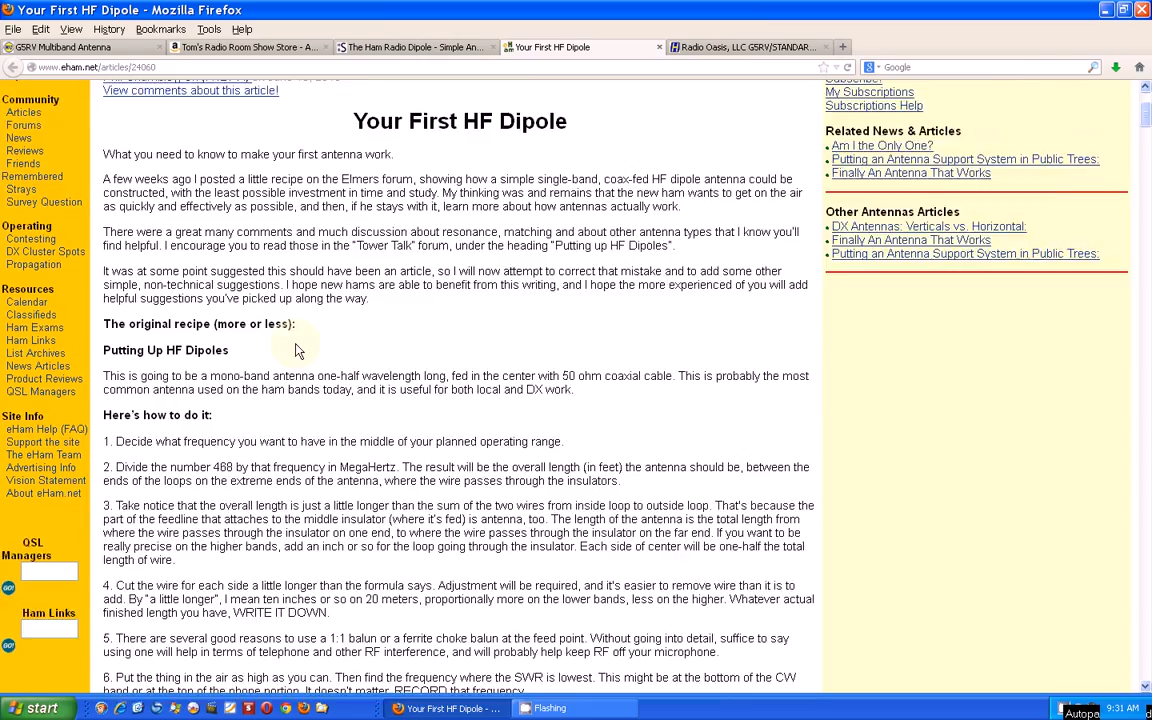 Your First HF Dipole - Mozilla Firefox
File Edit View History Bookmarks Tools Help
G5RV Multiband Antenna
Tom's Radio Room Show Store - A...
The Ham Radio Dipole - Simple An...
Your First HF Dipole
Radio Oasis, LLC G5RV/STANDAR...
www.eham.net/articles/24060
Google
View comments about this article!
Your First HF Dipole
What you need to know to make your first antenna work.
A few weeks ago I posted a little recipe on the Elmers forum, showing how a simple single-band, coax-fed HF dipole antenna could be
constructed, with the least possible investment in time and study. My thinking was and remains that the new ham wants to get on the air
as quickly and effectively as possible, and then, if he stays with it, learn more about how antennas actually work.
There were a great many comments and much discussion about resonance, matching and about other antenna types that I know you'll
find helpful. I encourage you to read those in the "Tower Talk" forum, under the heading "Putting up HF Dipoles".
It was at some point suggested this should have been an article, so I will now attempt to correct that mistake and to add some other
simple, non-technical suggestions. I hope new hams are able to benefit from this writing, and I hope the more experienced of you will add
helpful suggestions you've picked up along the way.
The original recipe (more or less):
Putting Up HF Dipoles
This is going to be a mono-band antenna one-half wavelength long, fed in the center with 50 ohm coaxial cable. This is probably the most
common antenna used on the ham bands today, and it is useful for both local and DX work.
Here's how to do it:
1. Decide what frequency you want to have in the middle of your planned operating range.
2. Divide the number 468 by that frequency in MegaHertz. The result will be the overall length (in feet) the antenna should be, between the
ends of the loops on the extreme ends of the antenna, where the wire passes through the insulators.
3. Take notice that the overall length is just a little longer than the sum of the two wires from inside loop to outside loop. That's because the
part of the feedline that attaches to the middle insulator (where it's fed) is antenna, too. The length of the antenna is the total length from
where the wire passes through the insulator on one end, to where the wire passes through the insulator on the far end. If you want to be
really precise on the higher bands, add an inch or so for the loop going through the insulator. Each side of center will be one-half the total
length of wire.
4. Cut the wire for each side a little longer than the formula says. Adjustment will be required, and it's easier to remove wire than it is to
add. By "a little longer", I mean ten inches or so on 20 meters, proportionally more on the lower bands, less on the higher. Whatever actual
finished length you have, WRITE IT DOWN.
5. There are several good reasons to use a 1:1 balun or a ferrite choke balun at the feed point. Without going into detail, suffice to say
using one will help in terms of telephone and other RF interference, and will probably help keep RF off your microphone.
6. Put the thing in the air as high as you can. Then find the frequency where the SWR is lowest. This might be at the bottom of the CW
band or at the top of the phone portion. It doesn't matter. RECORD that frequency.
Community
Articles
Forums
News
Reviews
Friends
Remembered
Strays
Survey Question
Operating
Contesting
DX Cluster Spots
Propagation
Resources
Calendar
Classifieds
Ham Exams
Ham Links
List Archives
News Articles
Product Reviews
QSL Managers
Site Info
eHam Help (FAQ)
Support the site
The eHam Team
Advertising Info
Vision Statement
About eHam.net
QSL
Managers
GO!
Ham Links
GO!
Subscribe!
My Subscriptions
Subscriptions Help
Related News & Articles
Am I the Only One?
Putting an Antenna Support System in Public Trees:
Finally An Antenna That Works
Other Antennas Articles
DX Antennas: Verticals vs. Horizontal:
Finally An Antenna That Works
Putting an Antenna Support System in Public Trees:
start
Your First HF Dipole - ...
Flashing
9:31 AM
Autopa